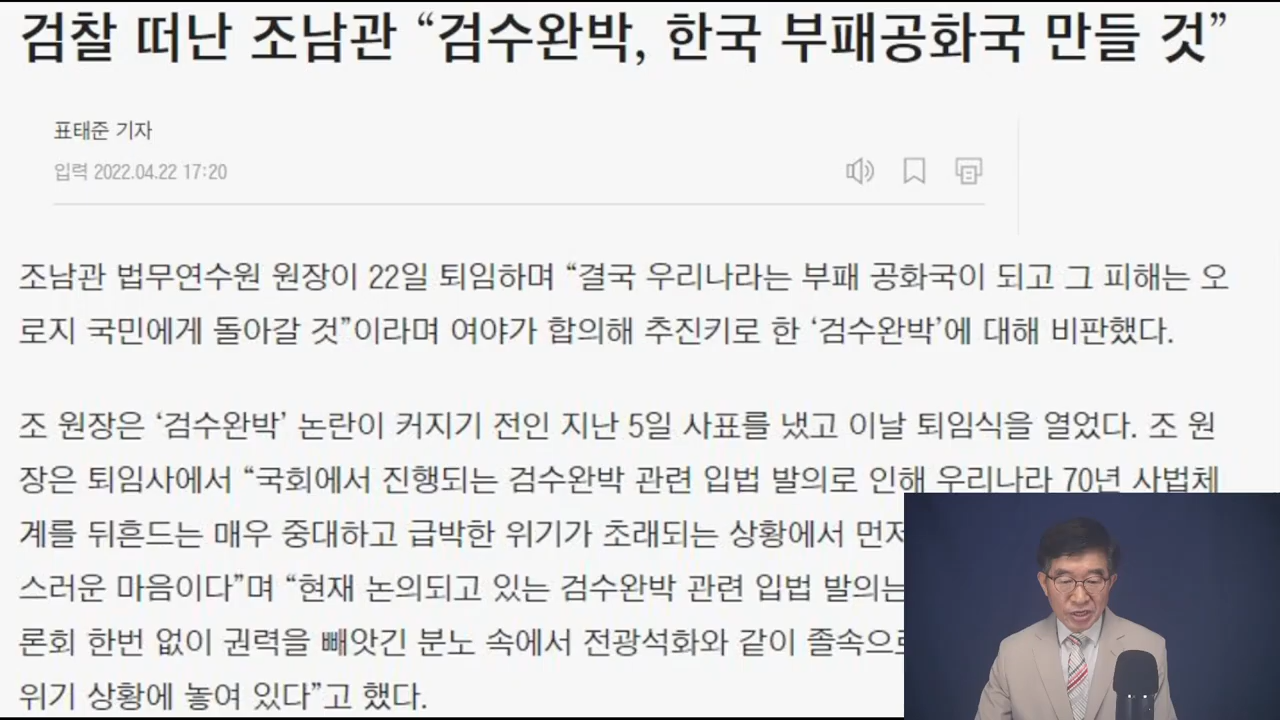 검찰 떠난 조남관 “검수완박, 한국 부패공화국 만들 것”
표태준 기자
입력 2022.04.22 17:20
조남관 법무연수원 원장이 22일 퇴임하며 “결국 우리나라는 부패 공화국이 되고 그 피해는 오
로지 국민에게 돌아갈 것”이라며 여야가 합의해 추진키로 한 ‘검수완박’에 대해 비판했다.
조 원장은 ‘검수완박’ 논란이 커지기 전인 지난 5일 사표를 냈고 이날 퇴임식을 열었다. 조 원
장은 퇴임사에서 “국회에서 진행되는 검수완박 관련 입법 발의로 인해 우리나라 70년 사법체
계를 뒤흔드는 매우 중대하고 급박한 위기가 초래되는 상황에서 먼저
스러운 마음이다”며 “현재 논의되고 있는 검수완박 관련 입법 발의는
론회 한번 없이 권력을 빼앗긴 분노 속에서 전광석화와 같이 졸속으로
위기 상황에 놓여 있다”고 했다.